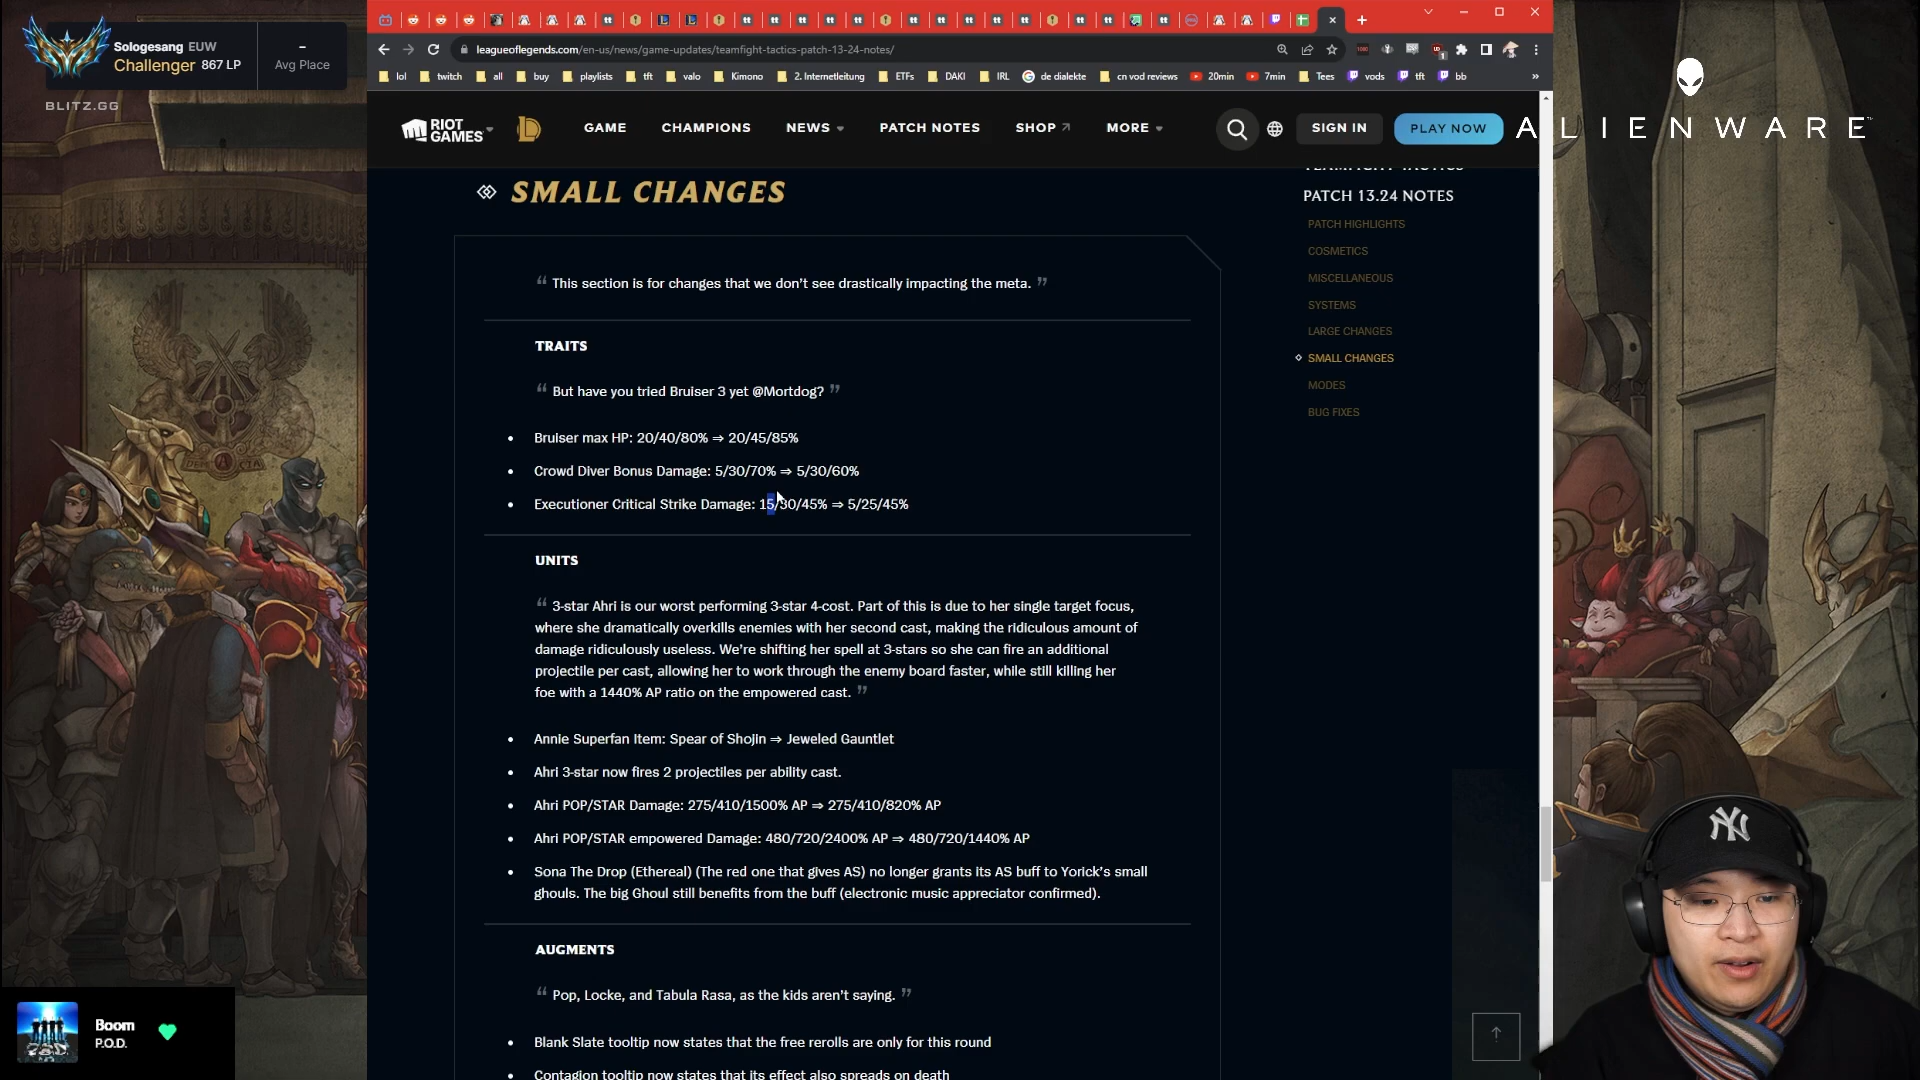 Sologesang EUW
Challenger 867 LP
–
Avg Place
BLITZ.GG
leagueoflegends.com/en-us/news/game-updates/teamfight-tactics-patch-13-24-notes/
lol twitch all buy playlists tft valo Kimono 2. Internetleitung ETFs DAKI IRL de dialekte cn vod reviews 20min 7min Tees vods tft bb »
RIOT GAMES
GAME CHAMPIONS NEWS PATCH NOTES SHOP MORE SIGN IN PLAY NOW
ALIENWARE
SMALL CHANGES
TEAMFIGHT TACTICS
PATCH 13.24 NOTES
PATCH HIGHLIGHTS
COSMETICS
MISCELLANEOUS
SYSTEMS
LARGE CHANGES
SMALL CHANGES
MODES
BUG FIXES
“ This section is for changes that we don’t see drastically impacting the meta. ”
TRAITS
“ But have you tried Bruiser 3 yet @Mortdog? ”
• Bruiser max HP: 20/40/80% ⇒ 20/45/85%
• Crowd Diver Bonus Damage: 5/30/70% ⇒ 5/30/60%
• Executioner Critical Strike Damage: 15/30/45% ⇒ 5/25/45%
UNITS
“ 3-star Ahri is our worst performing 3-star 4-cost. Part of this is due to her single target focus,
where she dramatically overkills enemies with her second cast, making the ridiculous amount of
damage ridiculously useless. We’re shifting her spell at 3-stars so she can fire an additional
projectile per cast, allowing her to work through the enemy board faster, while still killing her
foe with a 1440% AP ratio on the empowered cast. ”
• Annie Superfan Item: Spear of Shojin ⇒ Jeweled Gauntlet
• Ahri 3-star now fires 2 projectiles per ability cast.
• Ahri POP/STAR Damage: 275/410/1500% AP ⇒ 275/410/820% AP
• Ahri POP/STAR empowered Damage: 480/720/2400% AP ⇒ 480/720/1440% AP
• Sona The Drop (Ethereal) (The red one that gives AS) no longer grants its AS buff to Yorick’s small
ghouls. The big Ghoul still benefits from the buff (electronic music appreciator confirmed).
AUGMENTS
“ Pop, Locke, and Tabula Rasa, as the kids aren’t saying. ”
• Blank Slate tooltip now states that the free rerolls are only for this round
• Contagion tooltip now states that its effect also spreads on death
Boom
P.O.D.